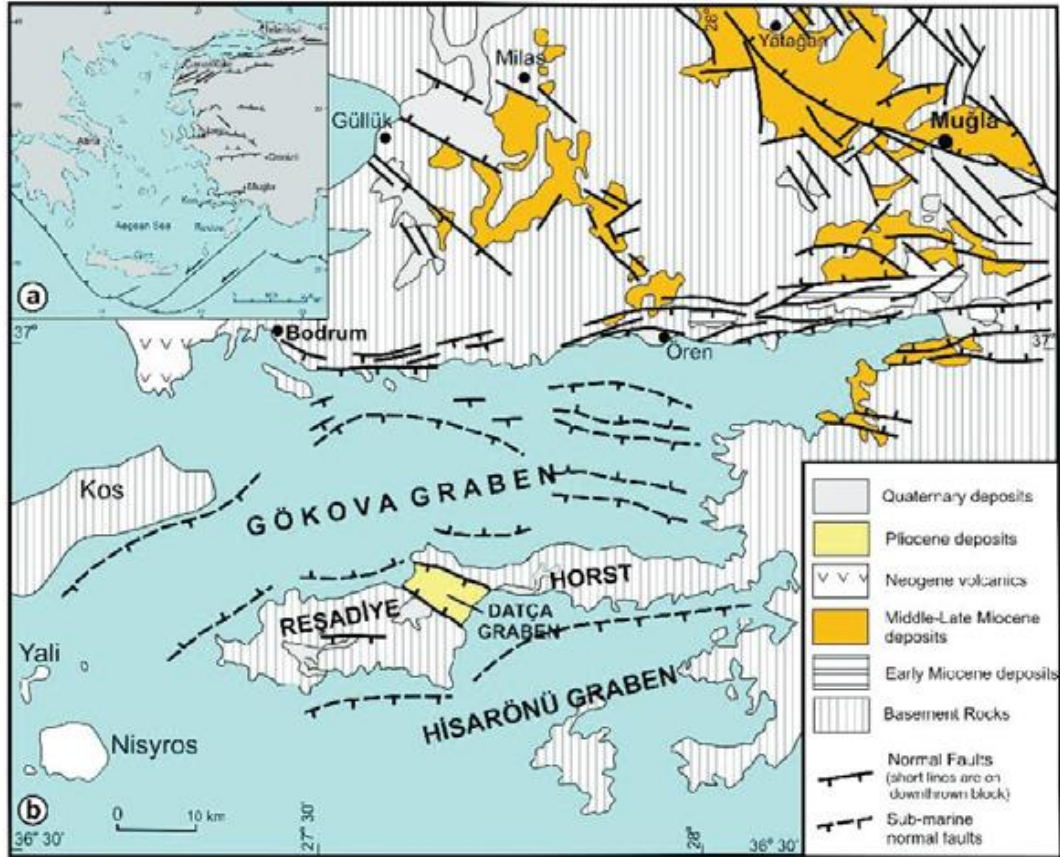 a
Istanbul
Aegean Sea
Muğla
Milas
Güllük
28°
Yatağan
Muğla
37°
Bodrum
Ören
37°
Kos
GÖKOVA GRABEN
REŞADİYE
HORST
DATÇA
GRABEN
HİSARÖNÜ GRABEN
Yali
Nisyros
b
0 10 km
36° 30'
27° 30'
28°
36° 30'
Quaternary deposits
Pliocene deposits
Neogene volcanics
Middle-Late Miocene
deposits
Early Miocene deposits
Basement Rocks
Normal Faults
(short lines are on
downthrown block)
Sub-marine
normal faults